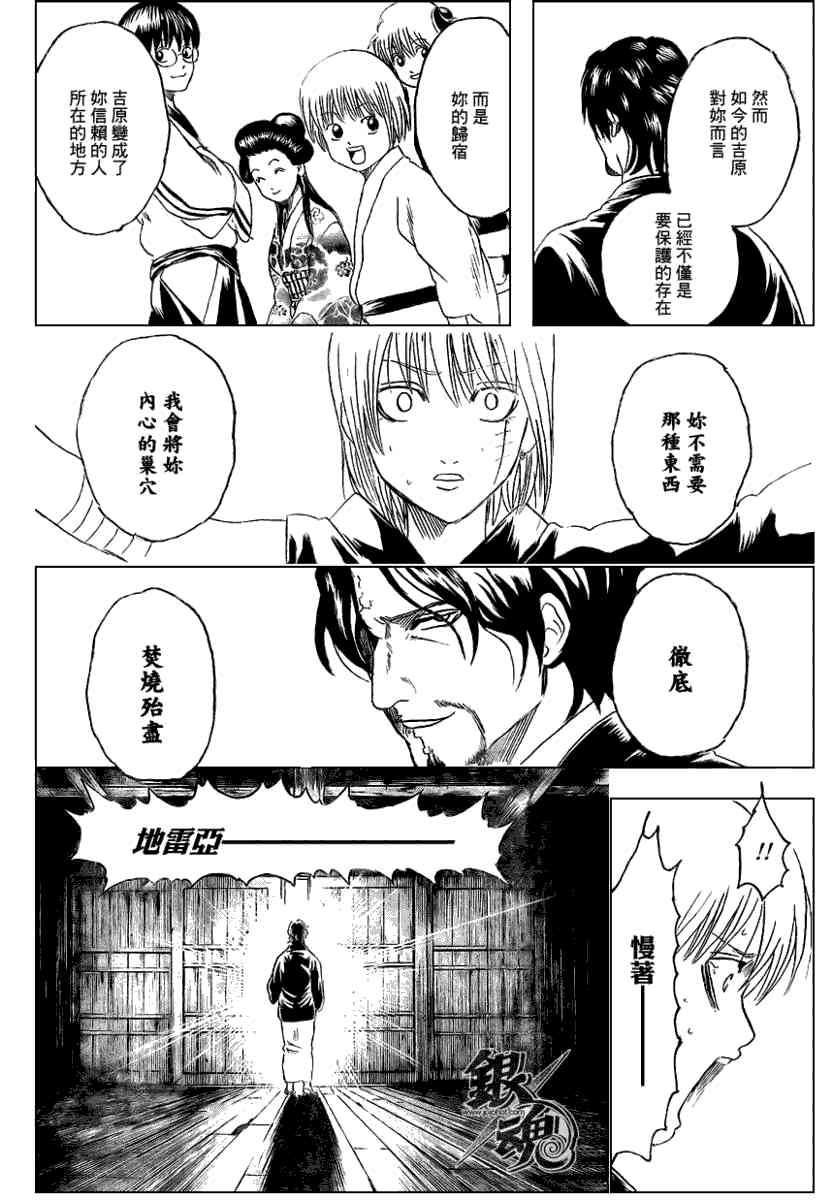 然而
如今的吉原
對妳而言
已經不僅是
要保護的存在
而是
妳的歸宿
吉原變成了
妳信賴的人
所在的地方
妳不需要
那種東西
我會將妳
內心的巢穴
徹底
焚燒殆盡
!!
慢著——
地雷亞——
銀魂